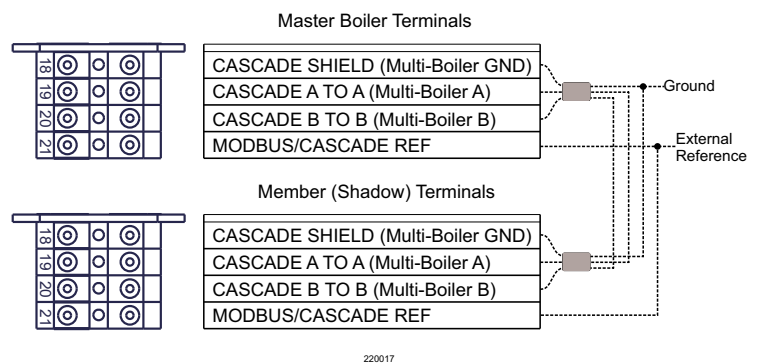 Master Boiler Terminals
18
CASCADE SHIELD (Multi-Boiler GND)
19
CASCADE A TO A (Multi-Boiler A)
20
CASCADE B TO B (Multi-Boiler B)
21
MODBUS/CASCADE REF
Ground
External
Reference
Member (Shadow) Terminals
18
CASCADE SHIELD (Multi-Boiler GND)
19
CASCADE A TO A (Multi-Boiler A)
20
CASCADE B TO B (Multi-Boiler B)
21
MODBUS/CASCADE REF
220017